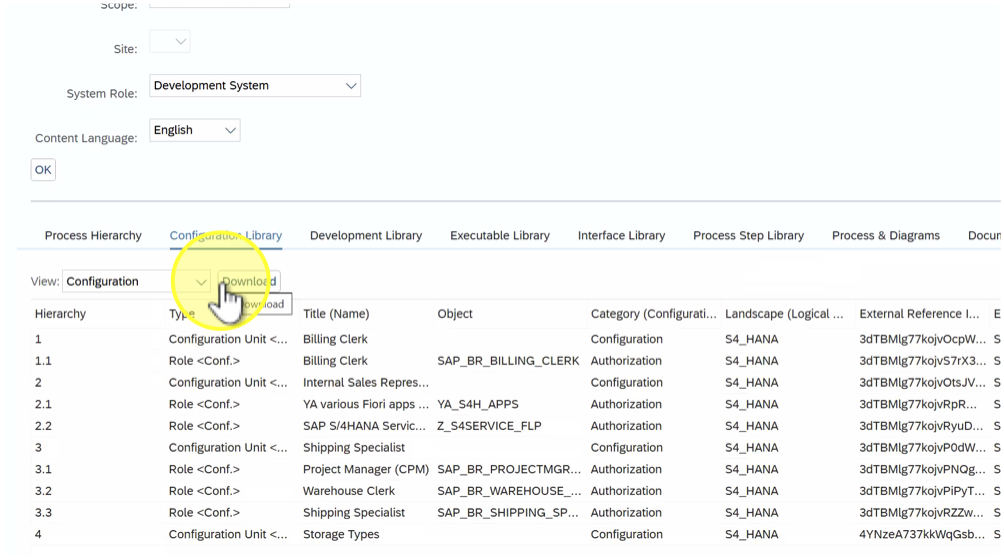 Scope:
Site:
System Role: Development System
Content Language: English
OK
Process Hierarchy Configuration Library Development Library Executable Library Interface Library Process Step Library Process & Diagrams Docum
View: Configuration Download
Download
Hierarchy Type Title (Name) Object Category (Configurati... Landscape (Logical ... External Reference I... E
1 Configuration Unit <... Billing Clerk Configuration S4_HANA 3dTBMlg77kojvOcpW... S
1.1 Role <Conf.> Billing Clerk SAP_BR_BILLING_CLERK Authorization S4_HANA 3dTBMlg77kojvS7rX3... S
2 Configuration Unit <... Internal Sales Repres... Configuration S4_HANA 3dTBMlg77kojvOtsJV... S
2.1 Role <Conf.> YA various Fiori apps ... YA_S4H_APPS Authorization S4_HANA 3dTBMlg77kojvRpR... S
2.2 Role <Conf.> SAP S/4HANA Servic... Z_S4SERVICE_FLP Authorization S4_HANA 3dTBMlg77kojvRyuD... S
3 Configuration Unit <... Shipping Specialist Configuration S4_HANA 3dTBMlg77kojvP0dW... S
3.1 Role <Conf.> Project Manager (CPM) SAP_BR_PROJECTMGR... Authorization S4_HANA 3dTBMlg77kojvPNQg... S
3.2 Role <Conf.> Warehouse Clerk SAP_BR_WAREHOUSE_... Authorization S4_HANA 3dTBMlg77kojvPiPyT... S
3.3 Role <Conf.> Shipping Specialist SAP_BR_SHIPPING_SP... Authorization S4_HANA 3dTBMlg77kojvRZZw... S
4 Configuration Unit <... Storage Types Configuration S4_HANA 4YNzeA737kkWqGsb... S